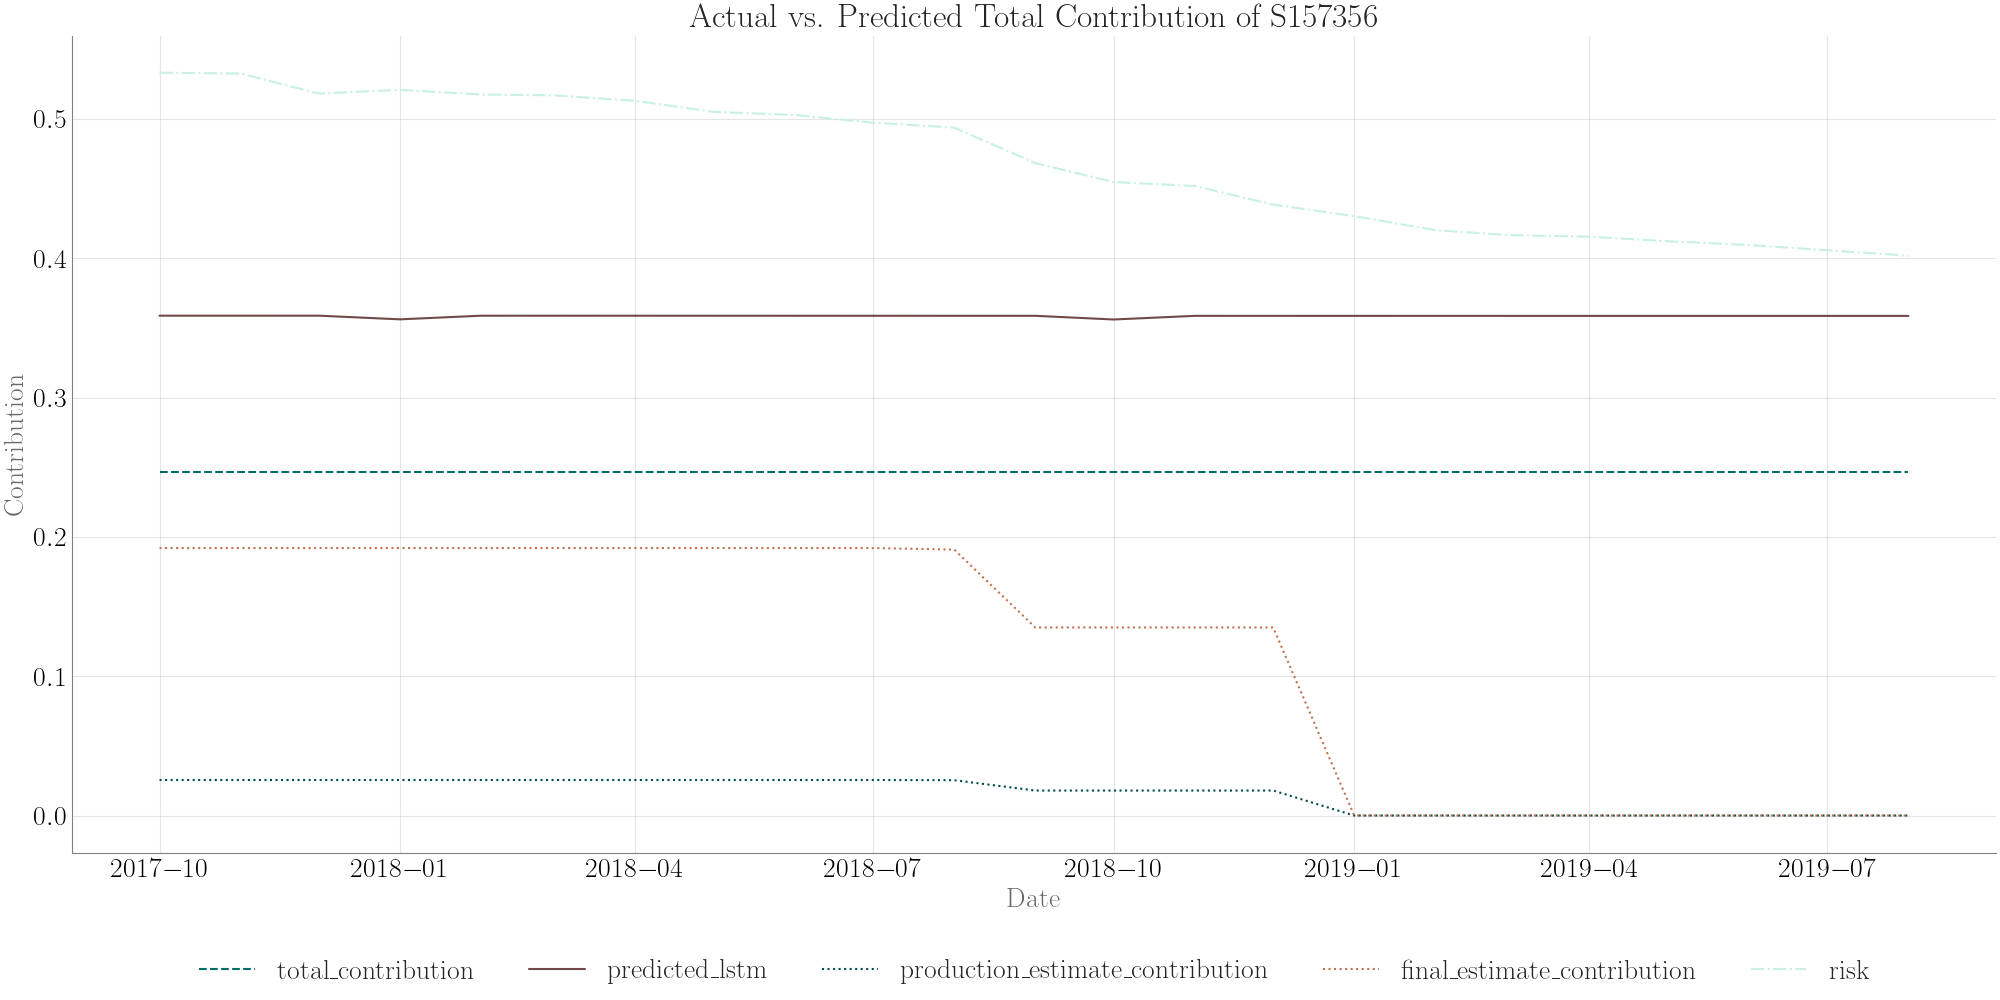 Actual vs. Predicted Total Contribution of S157356
Contribution
0.5
0.4
0.3
0.2
0.1
0.0
2017−10 2018−01 2018−04 2018−07 2018−10 2019−01 2019−04 2019−07
Date
total_contribution predicted_lstm production_estimate_contribution final_estimate_contribution risk